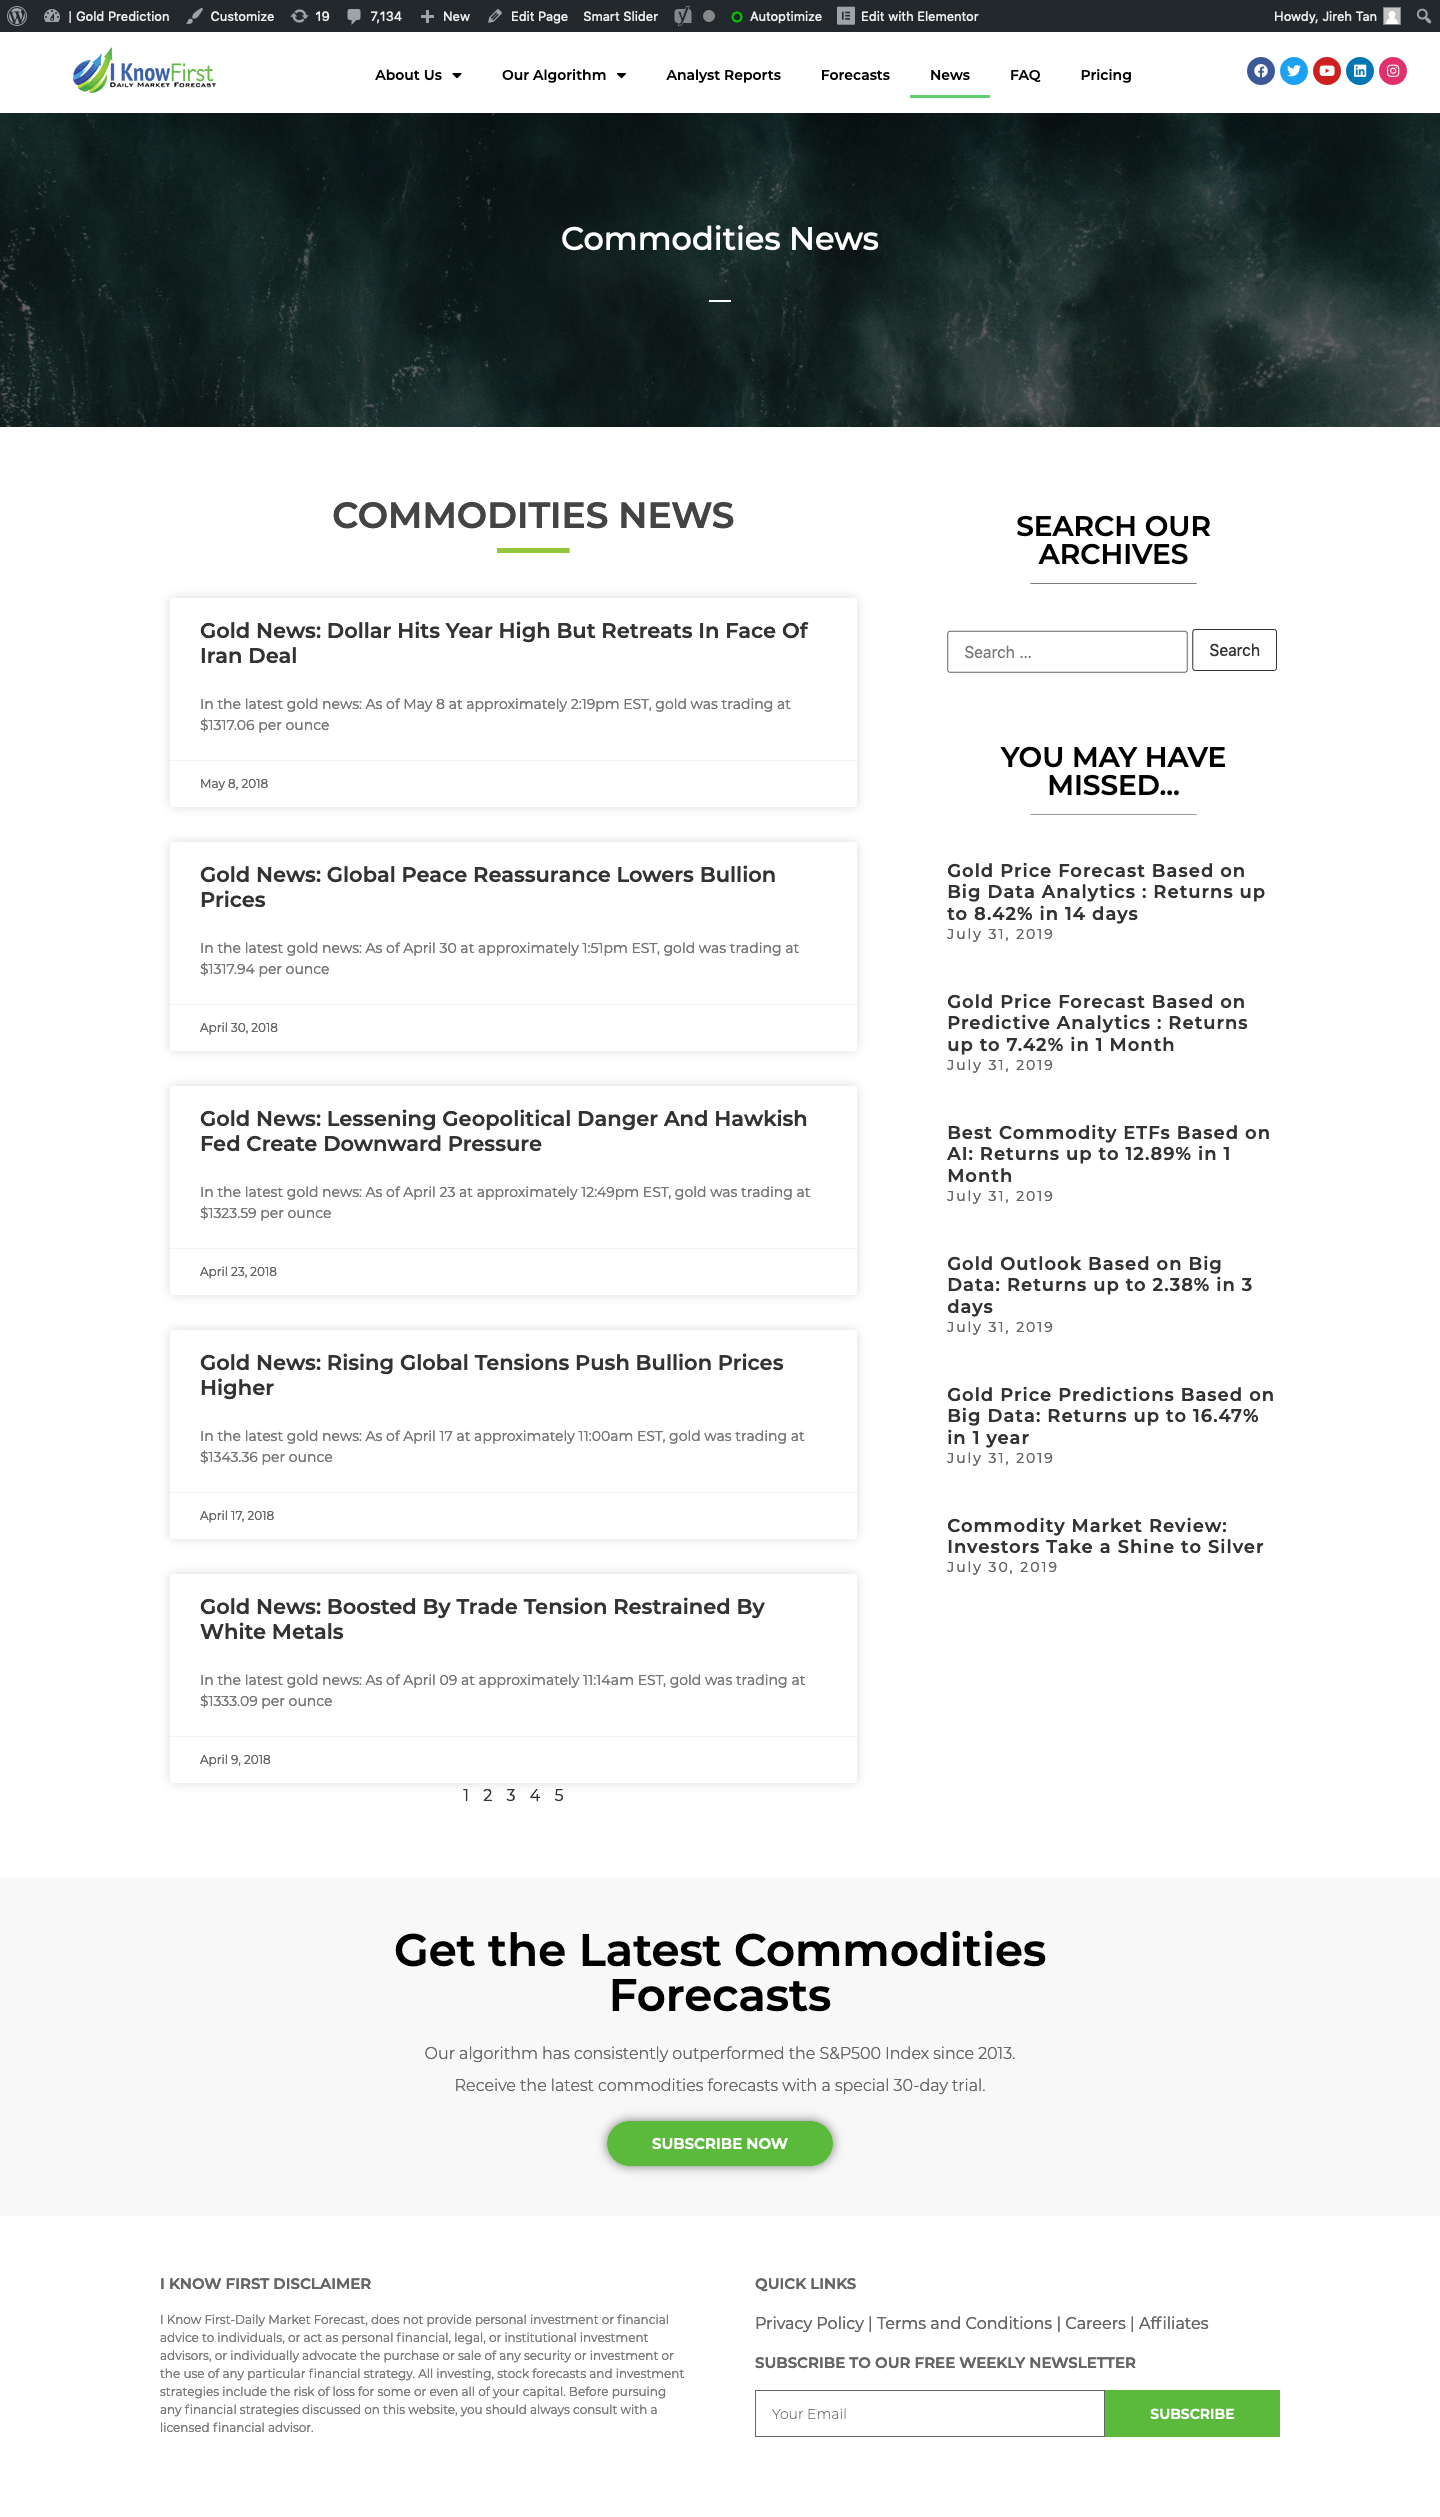 | Gold Prediction Customize 19 7,134 New Edit Page Smart Slider Autoptimize Edit with Elementor Howdy, Jireh Tan
I KnowFirst
DAILY MARKET FORECAST
About Us Our Algorithm Analyst Reports Forecasts News FAQ Pricing
Commodities News
COMMODITIES NEWS
Gold News: Dollar Hits Year High But Retreats In Face Of
Iran Deal
In the latest gold news: As of May 8 at approximately 2:19pm EST, gold was trading at
$1317.06 per ounce
May 8, 2018
Gold News: Global Peace Reassurance Lowers Bullion
Prices
In the latest gold news: As of April 30 at approximately 1:51pm EST, gold was trading at
$1317.94 per ounce
April 30, 2018
Gold News: Lessening Geopolitical Danger And Hawkish
Fed Create Downward Pressure
In the latest gold news: As of April 23 at approximately 12:49pm EST, gold was trading at
$1323.59 per ounce
April 23, 2018
Gold News: Rising Global Tensions Push Bullion Prices
Higher
In the latest gold news: As of April 17 at approximately 11:00am EST, gold was trading at
$1343.36 per ounce
April 17, 2018
Gold News: Boosted By Trade Tension Restrained By
White Metals
In the latest gold news: As of April 09 at approximately 11:14am EST, gold was trading at
$1333.09 per ounce
April 9, 2018
1 2 3 4 5
SEARCH OUR
ARCHIVES
Search ... Search
YOU MAY HAVE
MISSED...
Gold Price Forecast Based on
Big Data Analytics : Returns up
to 8.42% in 14 days
July 31, 2019
Gold Price Forecast Based on
Predictive Analytics : Returns
up to 7.42% in 1 Month
July 31, 2019
Best Commodity ETFs Based on
AI: Returns up to 12.89% in 1
Month
July 31, 2019
Gold Outlook Based on Big
Data: Returns up to 2.38% in 3
days
July 31, 2019
Gold Price Predictions Based on
Big Data: Returns up to 16.47%
in 1 year
July 31, 2019
Commodity Market Review:
Investors Take a Shine to Silver
July 30, 2019
Get the Latest Commodities
Forecasts
Our algorithm has consistently outperformed the S&P500 Index since 2013.
Receive the latest commodities forecasts with a special 30-day trial.
SUBSCRIBE NOW
I KNOW FIRST DISCLAIMER
I Know First-Daily Market Forecast, does not provide personal investment or financial
advice to individuals, or act as personal financial, legal, or institutional investment
advisors, or individually advocate the purchase or sale of any security or investment or
the use of any particular financial strategy. All investing, stock forecasts and investment
strategies include the risk of loss for some or even all of your capital. Before pursuing
any financial strategies discussed on this website, you should always consult with a
licensed financial advisor.
QUICK LINKS
Privacy Policy | Terms and Conditions | Careers | Affiliates
SUBSCRIBE TO OUR FREE WEEKLY NEWSLETTER
Your Email SUBSCRIBE